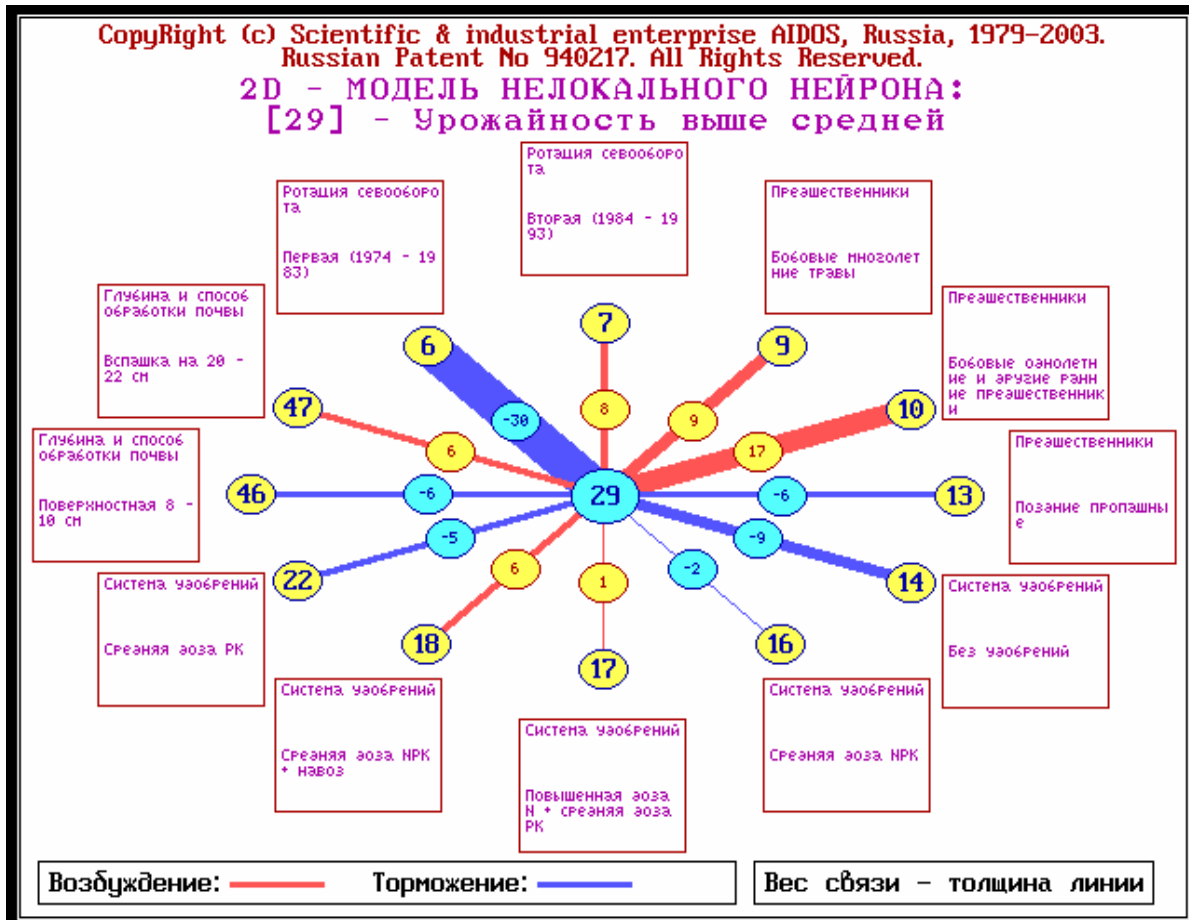 CopyRight (c) Scientific & industrial enterprise AIDOS, Russia, 1979-2003.
Russian Patent No 940217. All Rights Reserved.
2D - МОДЕЛЬ НЕЛОКАЛЬНОГО НЕЙРОНА:
[29] - Урожайность выше средней
Ротация севооборо
та
Вторая (1984 - 19
93)
Ротация севооборо
та
Первая (1974 - 19
83)
Предшественники
Бобовые многолет
ние травы
Глубина и способ
обработки почвы
Вспашка на 20 -
22 см
Предшественники
Бобовые однолетн
ие и другие ранн
ие предшественник
и
7
6
9
47
10
8
-30
9
6
17
Глубина и способ
обработки почвы
Поверхностная 8 -
10 см
Предшественники
Поздние пропашны
е
46
-6
29
-6
13
-5
-9
22
6
1
-2
14
18
17
16
Система удобрений
Средняя доза РК
Система удобрений
Без удобрений
Система удобрений
Средняя доза NРК
+ навоз
Система удобрений
Повышенная доза
N + средняя доза
РК
Система удобрений
Средняя доза NРК
Возбуждение:
Торможение:
Вес связи - толщина линии